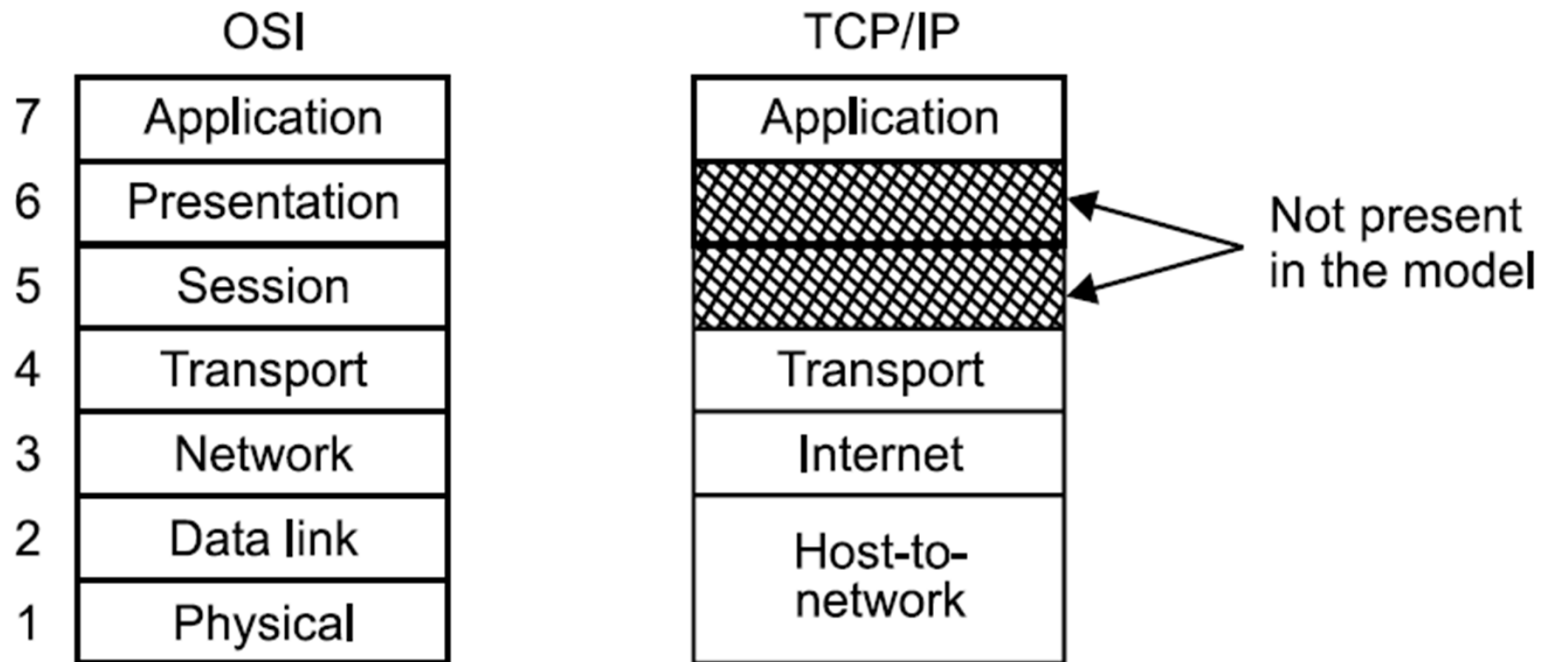 OSI
TCP/IP
7
Application
Application
6
Presentation
Not present
in the model
5
Session
4
Transport
Transport
3
Network
Internet
2
Data link
Host-to-
network
1
Physical